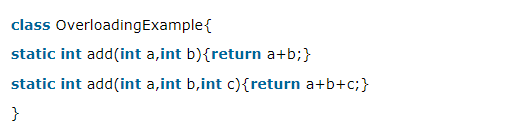 class OverloadingExample{
static int add(int a,int b){return a+b;}
static int add(int a,int b,int c){return a+b+c;}
}